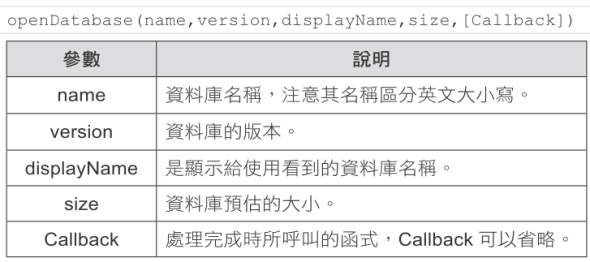 openDatabase(name,version,displayName,size,[Callback])
參數 說明
name 資料庫名稱，注意其名稱區分英文大小寫。
version 資料庫的版本。
displayName 是顯示給使用看到的資料庫名稱。
size 資料庫預估的大小。
Callback 處理完成時所呼叫的函式，Callback 可以省略。